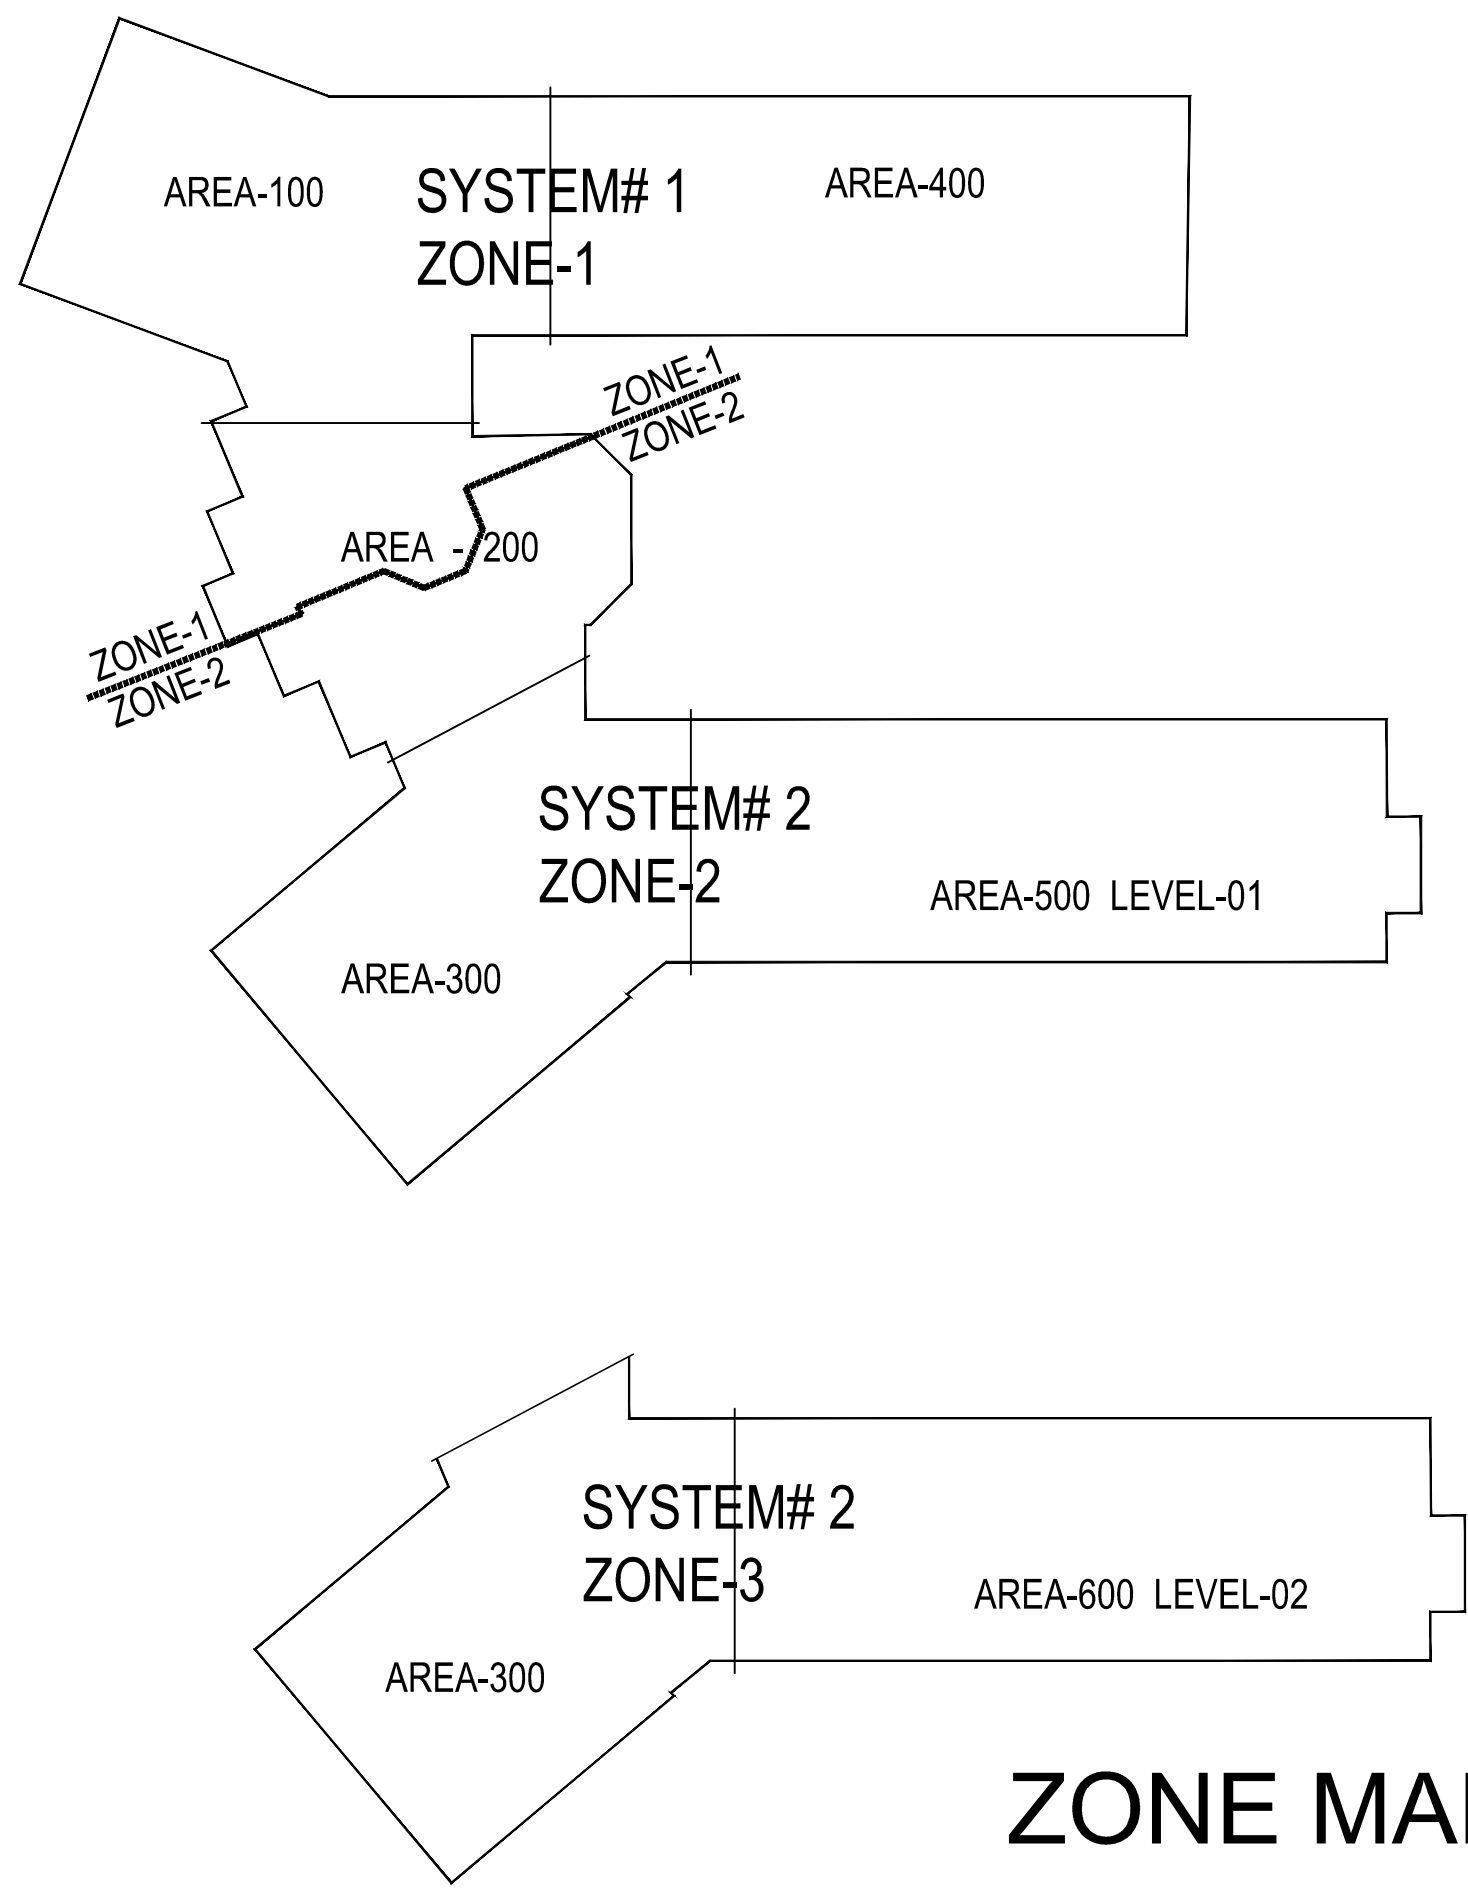 AREA-100
SYSTEM# 1
ZONE-1
AREA-400
ZONE-1
ZONE-2
AREA - 200
ZONE-1
ZONE-2
SYSTEM# 2
ZONE-2
AREA-500 LEVEL-01
AREA-300
SYSTEM# 2
ZONE-3
AREA-600 LEVEL-02
AREA-300
ZONE MA